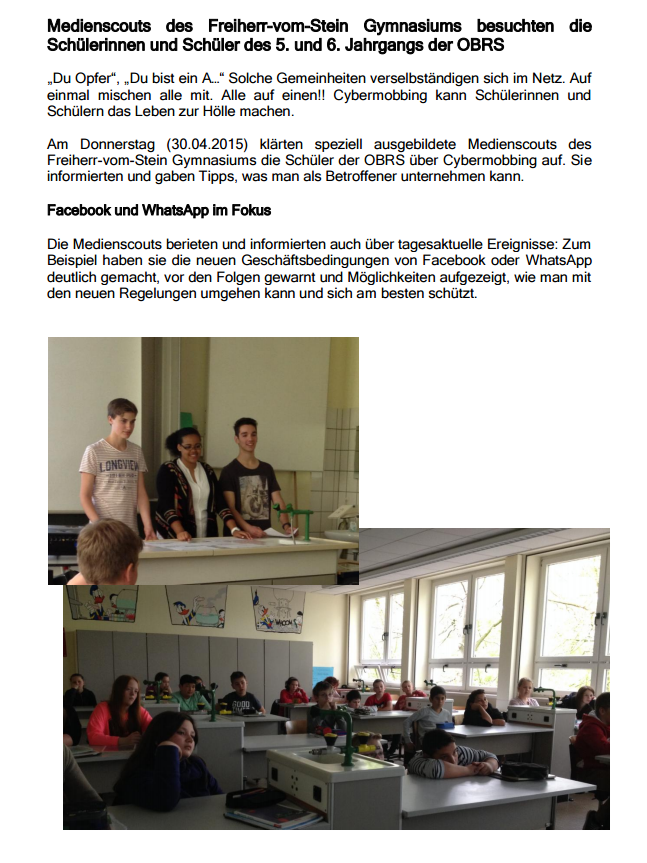 Medienscouts des Freiherr-vom-Stein Gymnasiums besuchten die
Schülerinnen und Schüler des 5. und 6. Jahrgangs der OBRS
„Du Opfer“, „Du bist ein A...“ Solche Gemeinheiten verselbständigen sich im Netz. Auf
einmal mischen alle mit. Alle auf einen!! Cybermobbing kann Schülerinnen und
Schülern das Leben zur Hölle machen.
Am Donnerstag (30.04.2015) klärten speziell ausgebildete Medienscouts des
Freiherr-vom-Stein Gymnasiums die Schüler der OBRS über Cybermobbing auf. Sie
informierten und gaben Tipps, was man als Betroffener unternehmen kann.
Facebook und WhatsApp im Fokus
Die Medienscouts berieten und informierten auch über tagesaktuelle Ereignisse: Zum
Beispiel haben sie die neuen Geschäftsbedingungen von Facebook oder WhatsApp
deutlich gemacht, vor den Folgen gewarnt und Möglichkeiten aufgezeigt, wie man mit
den neuen Regelungen umgehen kann und sich am besten schützt.
LONGVIEW
WHOOM
GOOD